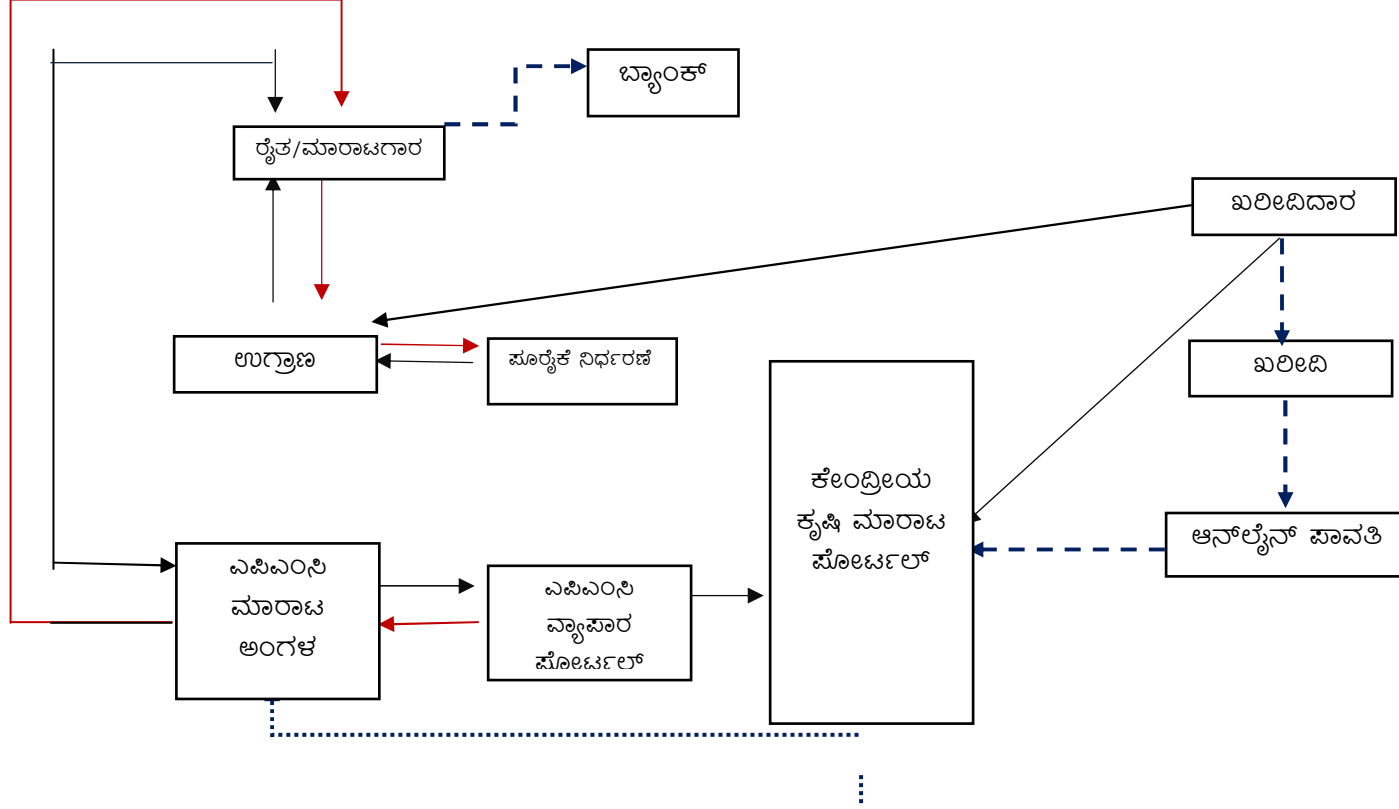 ಬ್ಯಾಂಕ್
ರೈತ/ಮಾರಾಟಗಾರ
ಖರೀದಿದಾರ
ಉಗ್ರಾಣ
ಪೂರೈಕೆ ನಿರ್ಧರಣೆ
ಖರೀದಿ
ಕೇಂದ್ರೀಯ
ಕೃಷಿ ಮಾರಾಟ
ಪೋರ್ಟಲ್
ಆನ್‌ಲೈನ್ ಪಾವತಿ
ಎಪಿಎಂಸಿ
ಮಾರಾಟ
ಅಂಗಳ
ಎಪಿಎಂಸಿ
ವ್ಯಾಪಾರ
ಪೋರ್ಟಲ್